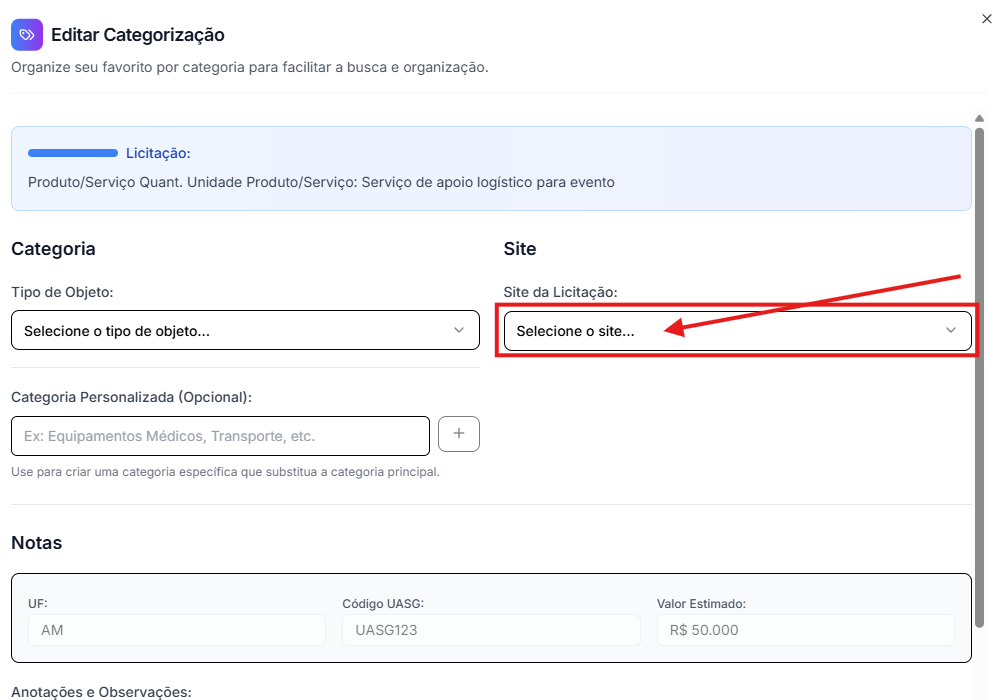 Editar Categorização
Organize seu favorito por categoria para facilitar a busca e organização.
Licitação:
Produto/Serviço Quant. Unidade Produto/Serviço: Serviço de apoio logístico para evento
Categoria
Tipo de Objeto:
Selecione o tipo de objeto...
Site
Site da Licitação:
Selecione o site...
Categoria Personalizada (Opcional):
Ex: Equipamentos Médicos, Transporte, etc.
Use para criar uma categoria específica que substitua a categoria principal.
Notas
UF:
AM
Código UASG:
UASG123
Valor Estimado:
R$ 50.000
Anotações e Observações: